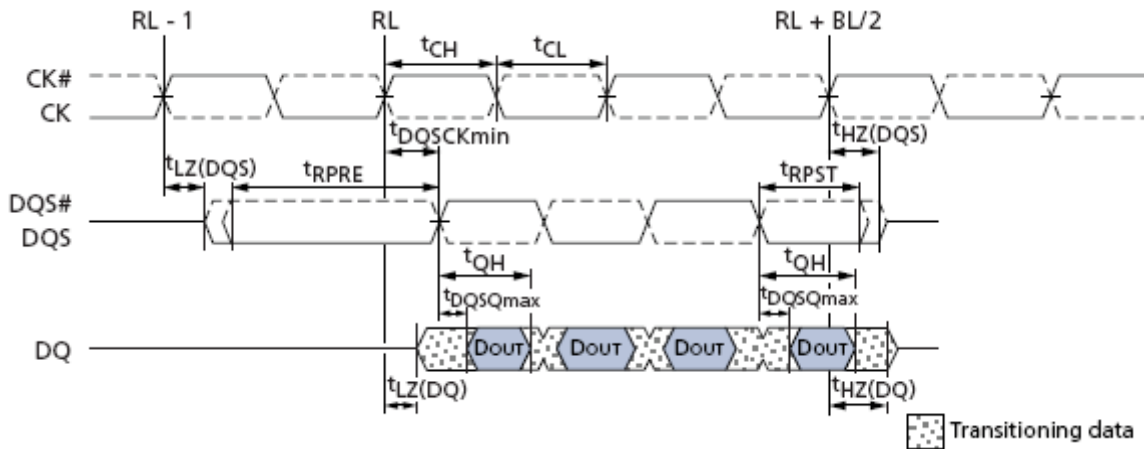 RL - 1 RL RL + BL/2
tCH tCL
CK#
CK
tDQSCKmin tHZ(DQS)
tLZ(DQS) tRPRE tRPST
DQS#
DQS
tQH tQH
tDQSQmax tDQSQmax
DQ DOUT DOUT DOUT DOUT
tLZ(DQ) tHZ(DQ)
Transitioning data